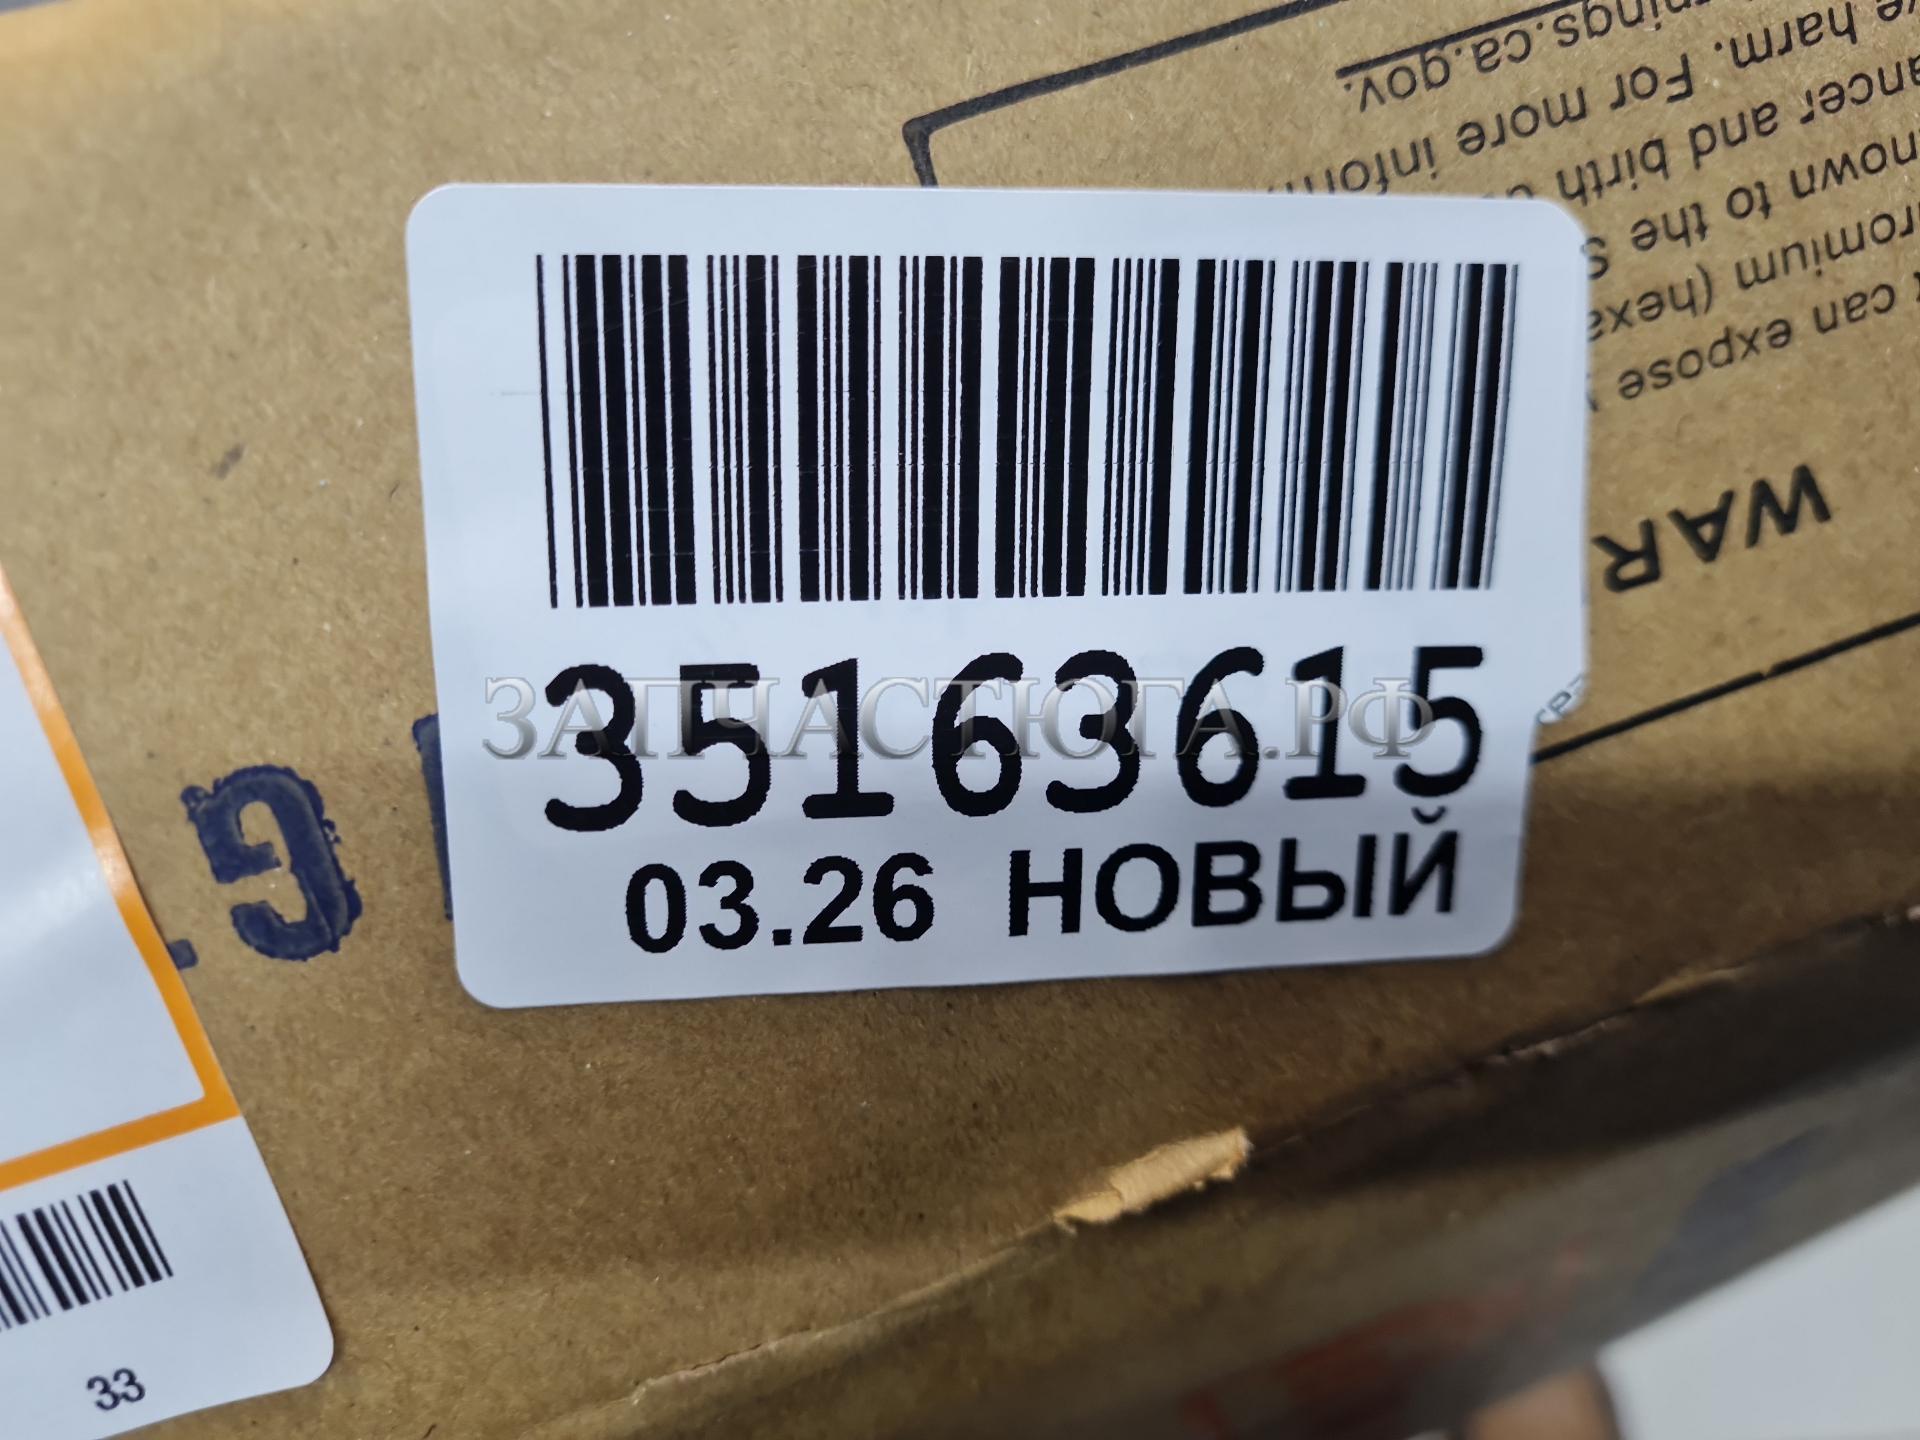 35163615
03.26 НОВЫЙ
ЗАПЧАСТЮГА.РФ
33
WAR
can expose
romium (hexa
nown to the S
ancer and birth
harm. For more inform
nings.ca.gov.